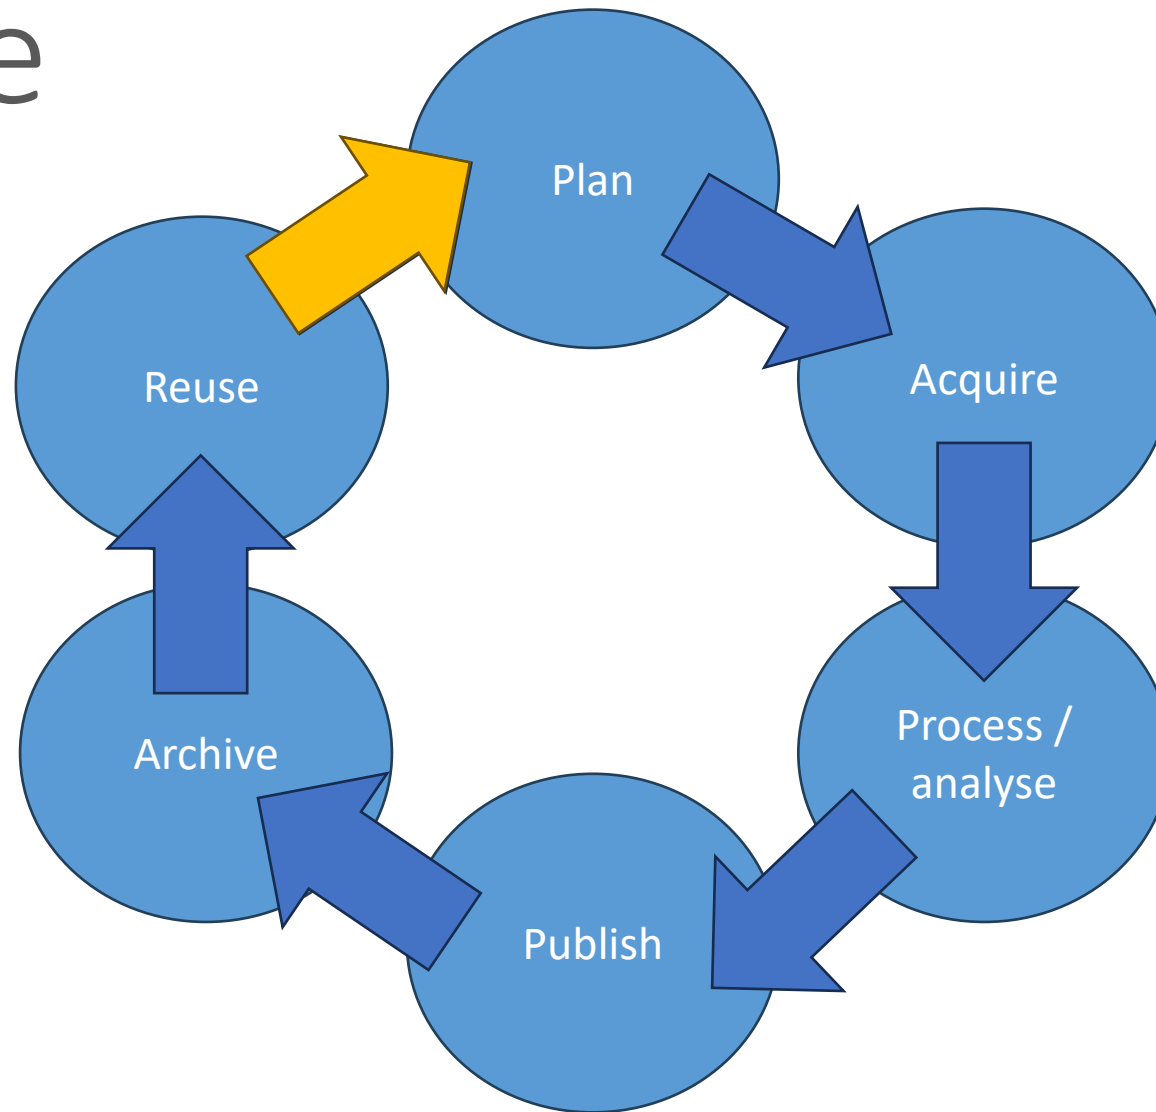 e
Plan
Acquire
Reuse
Process /
analyse
Archive
Publish